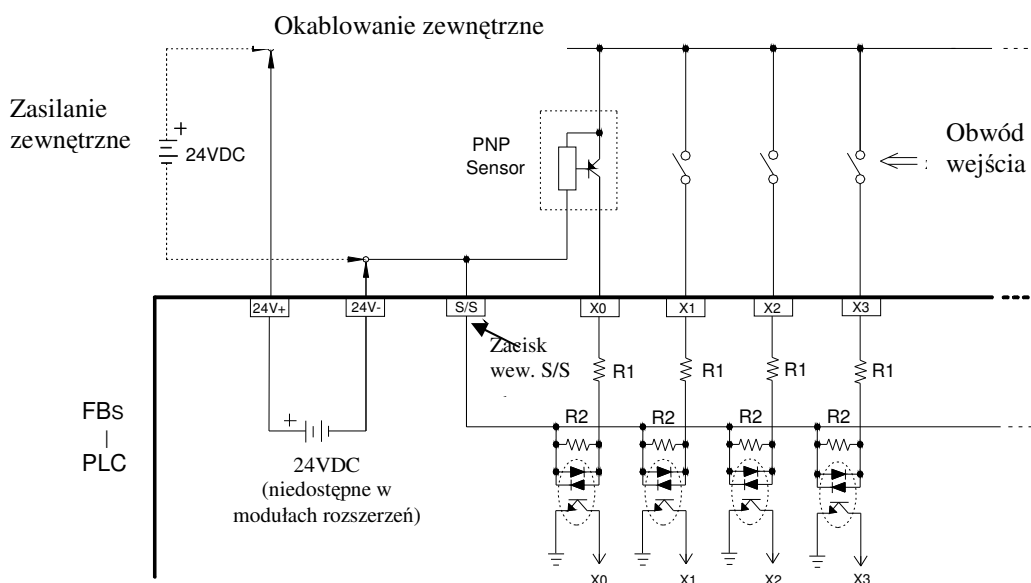 Okablowanie zewnętrzne
Zasilanie
zewnętrzne
+
24VDC
PNP
Sensor
Obwód
wejścia
24V+
24V-
S/S
X0
X1
X2
X3
Zacisk
wew. S/S
R1
R1
R1
R1
FBs
PLC
+
24VDC
(niedostępne w
modułach rozszerzeń)
R2
R2
R2
R2
X0
X1
X2
X3